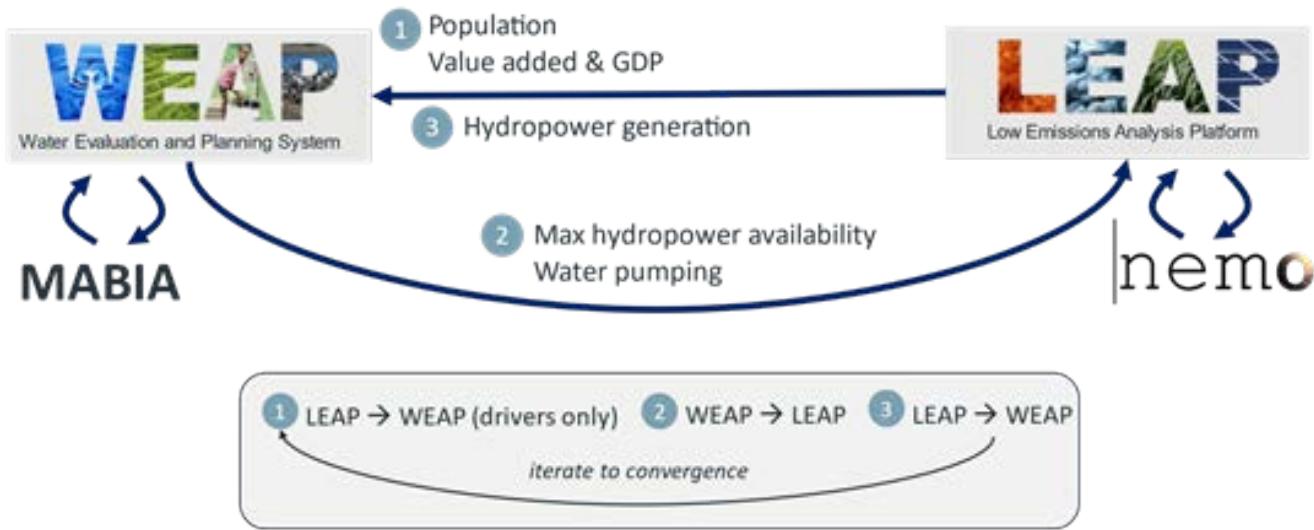 1 Population
Value added & GDP
WEAP
Water Evaluation and Planning System
LEAP
Low Emissions Analysis Platform
3 Hydropower generation
2 Max hydropower availability
Water pumping
MABIA
nemo
1 LEAP → WEAP (drivers only) 2 WEAP → LEAP 3 LEAP → WEAP
iterate to convergence